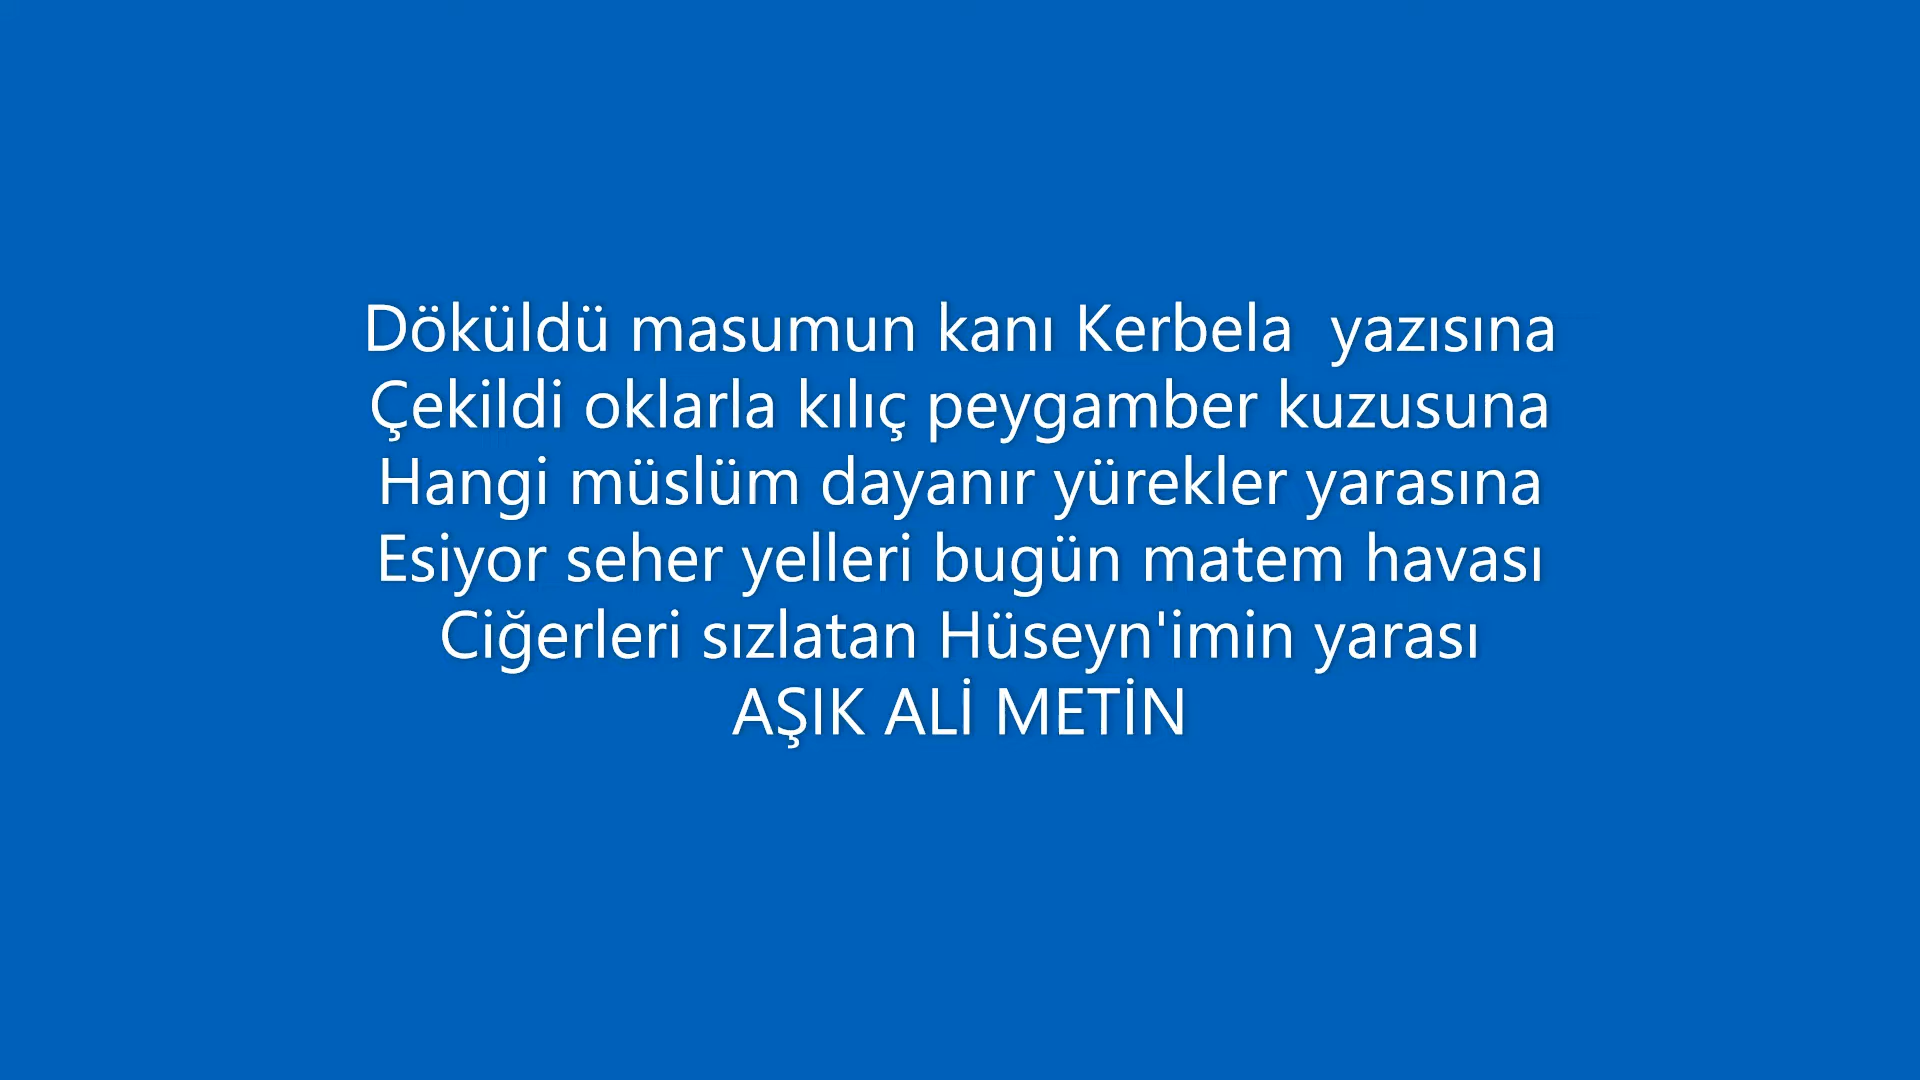 Döküldü masumun kanı Kerbela  yazısına
Çekildi oklarla kılıç peygamber kuzusuna
Hangi müslüm dayanır yürekler yarasına
Esiyor seher yelleri bugün matem havası
Ciğerleri sızlatan Hüseyn'imin yarası
AŞIK ALİ METİN